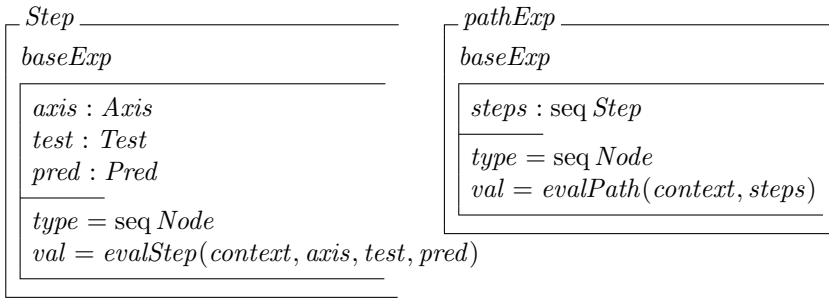 Step
baseExp
axis : Axis
test : Test
pred : Pred
type = seq Node
val = evalStep(context, axis, test, pred)
pathExp
baseExp
steps : seq Step
type = seq Node
val = evalPath(context, steps)